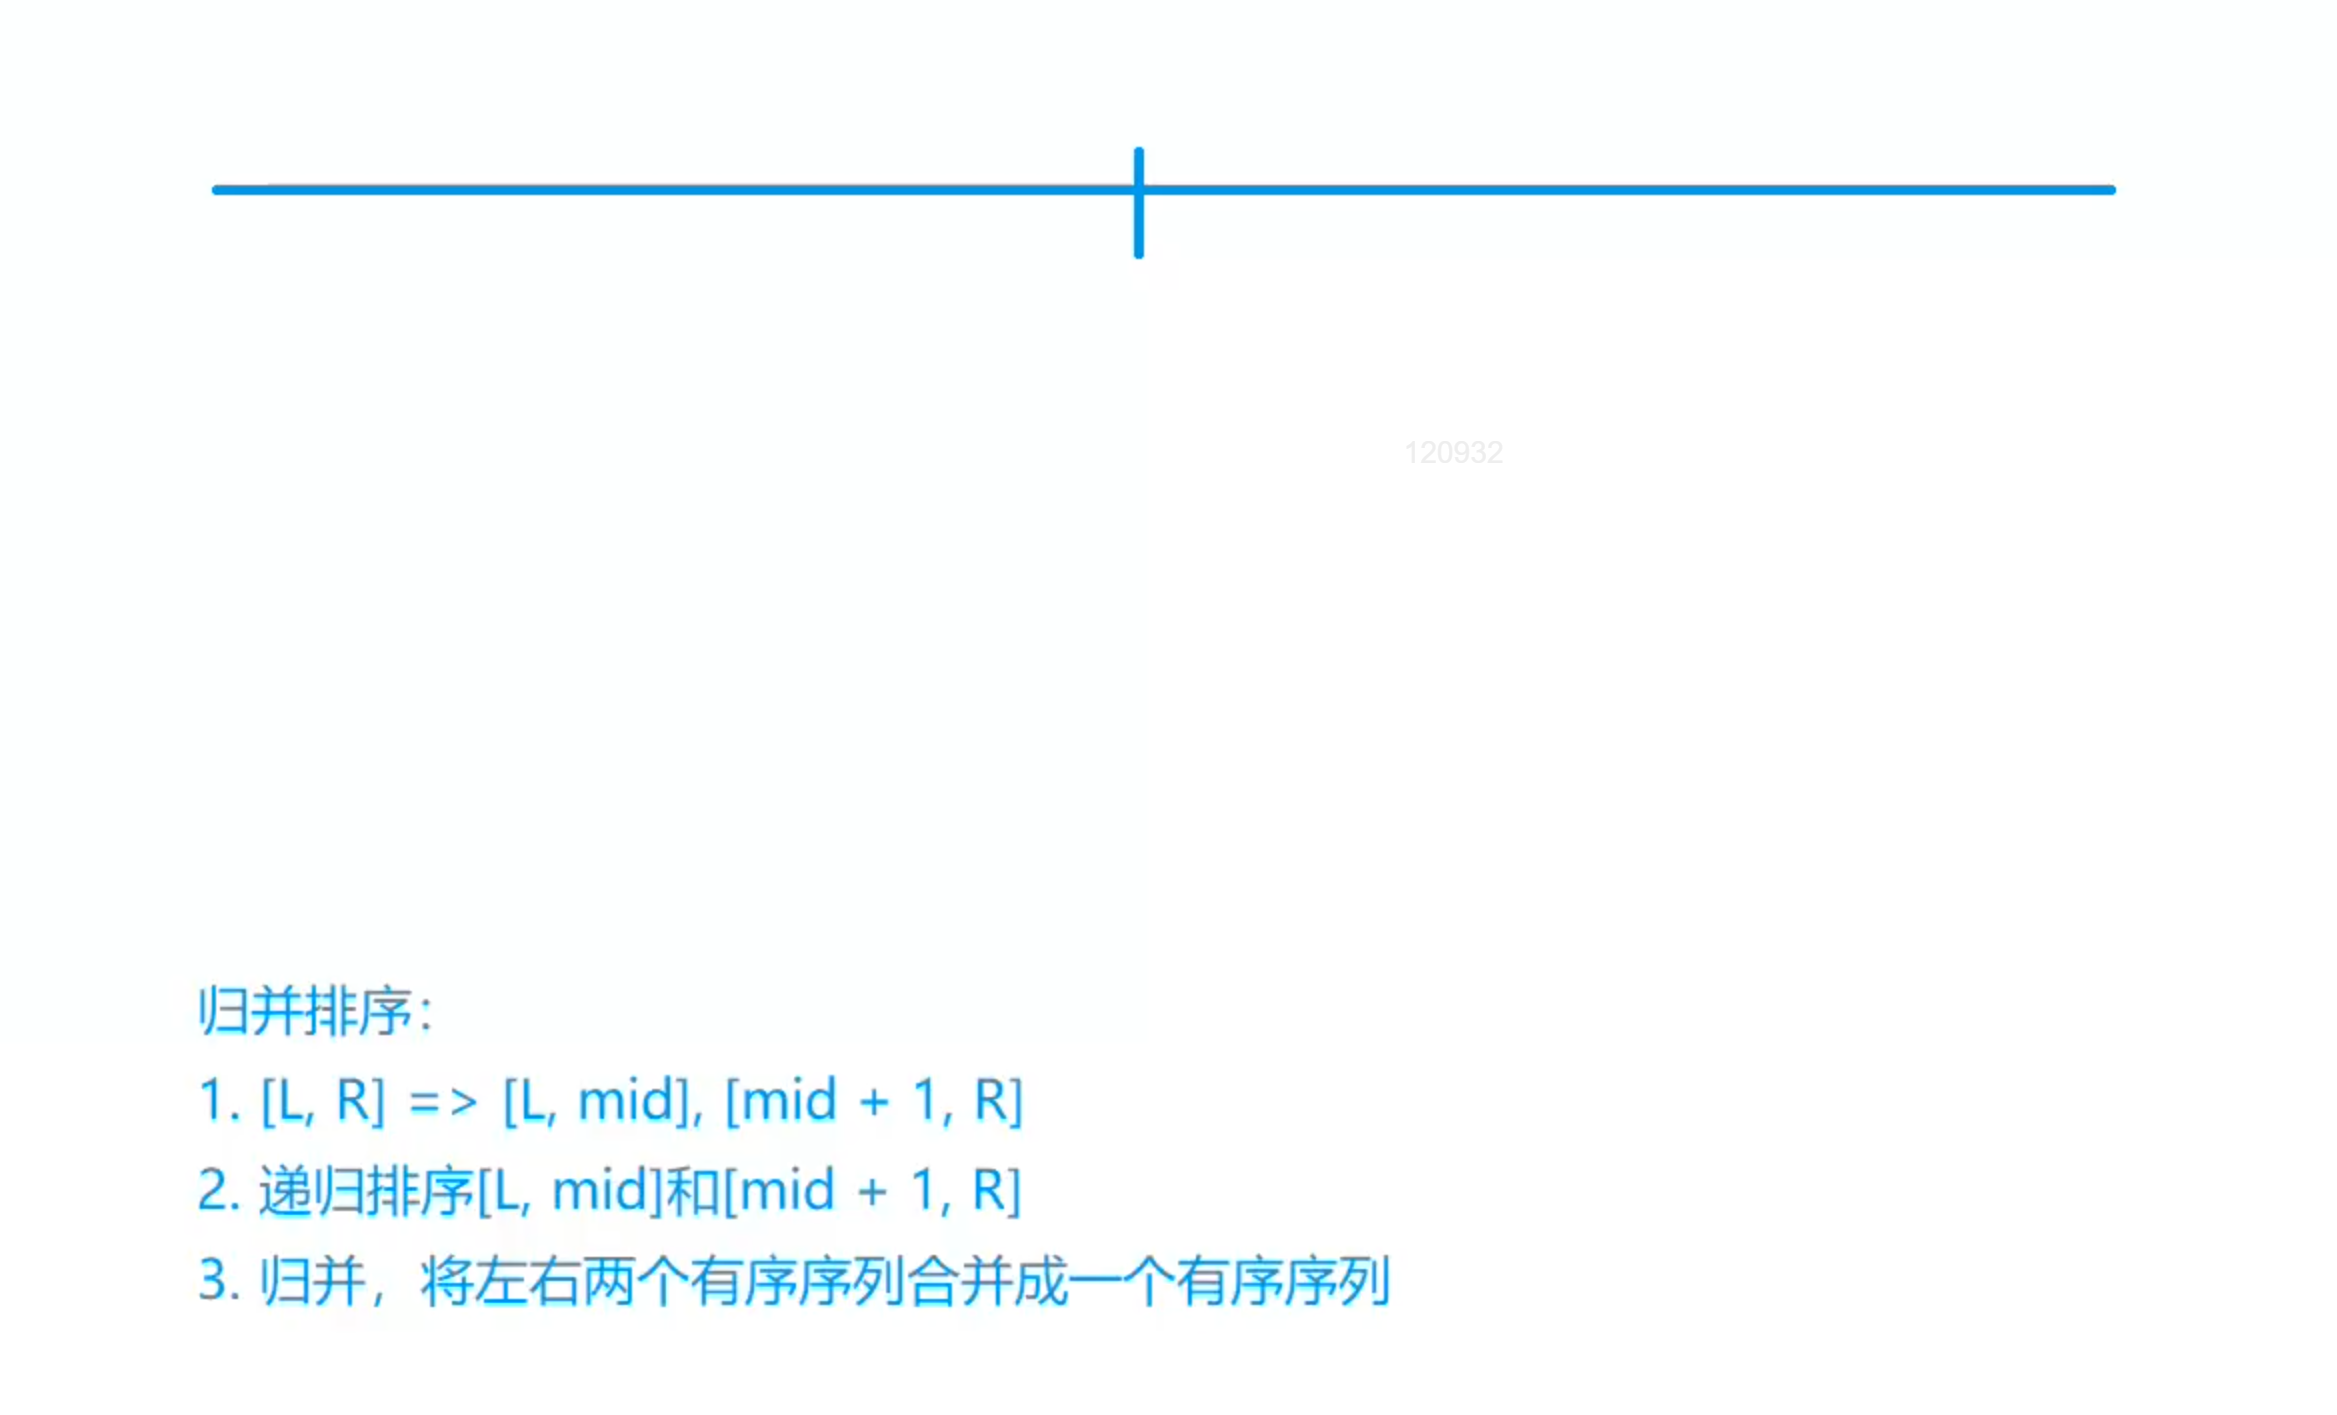 120932
归并排序：
1. [L, R] => [L, mid], [mid + 1, R]
2. 递归排序[L, mid]和[mid + 1, R]
3. 归并，将左右两个有序序列合并成一个有序序列